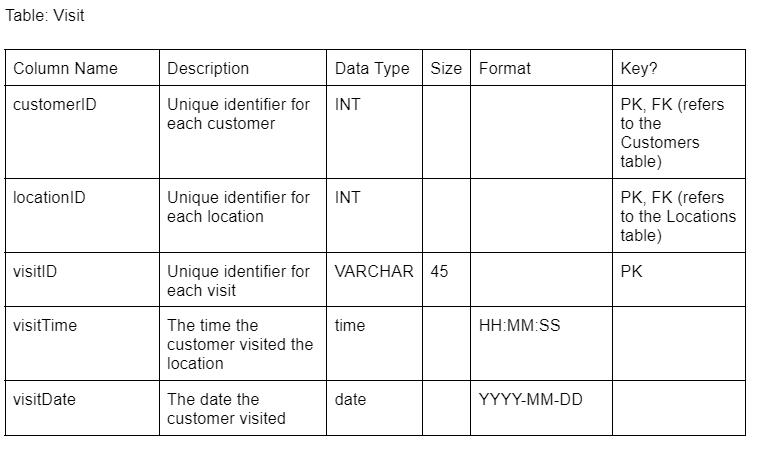 Table: Visit
Column Name Description Data Type Size Format Key?
customerID Unique identifier for INT PK, FK (refers
each customer to the
Customers
table)
locationID Unique identifier for INT PK, FK (refers
each location to the Locations
table)
visitID Unique identifier for VARCHAR 45 PK
each visit
visitTime The time the time HH:MM:SS
customer visited the
location
visitDate The date the date YYYY-MM-DD
customer visited